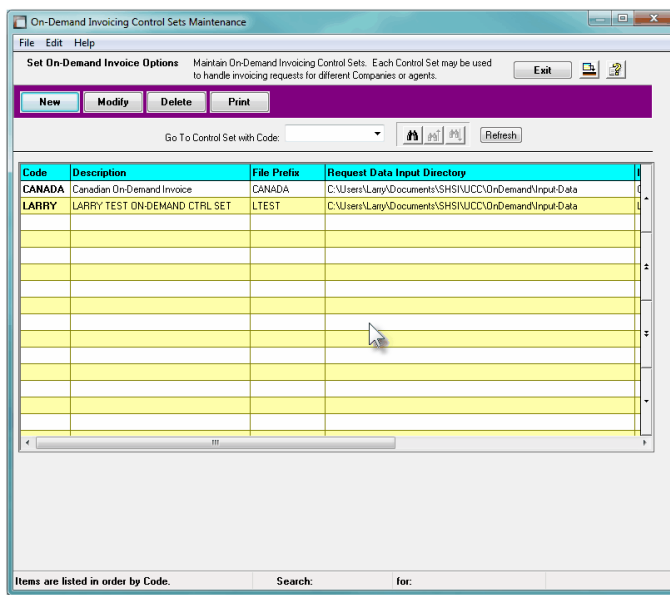 On-Demand Invoicing Control Sets Maintenance
File Edit Help
Set On-Demand Invoice Options
Maintain On-Demand Invoicing Control Sets. Each Control Set may be used
to handle invoicing requests for different Companies or agents.
Exit
New Modify Delete Print
Go To Control Set with Code:
Refresh
Code Description File Prefix Request Data Input Directory
CANADA Canadian On-Demand Invoice CANADA C:\Users\Larry\Documents\SHSI\UCC\OnDemand\Input-Data
LARRY LARRY TEST ON-DEMAND CTRL SET LTEST C:\Users\Larry\Documents\SHSI\UCC\OnDemand\Input-Data
Items are listed in order by Code. Search: for: